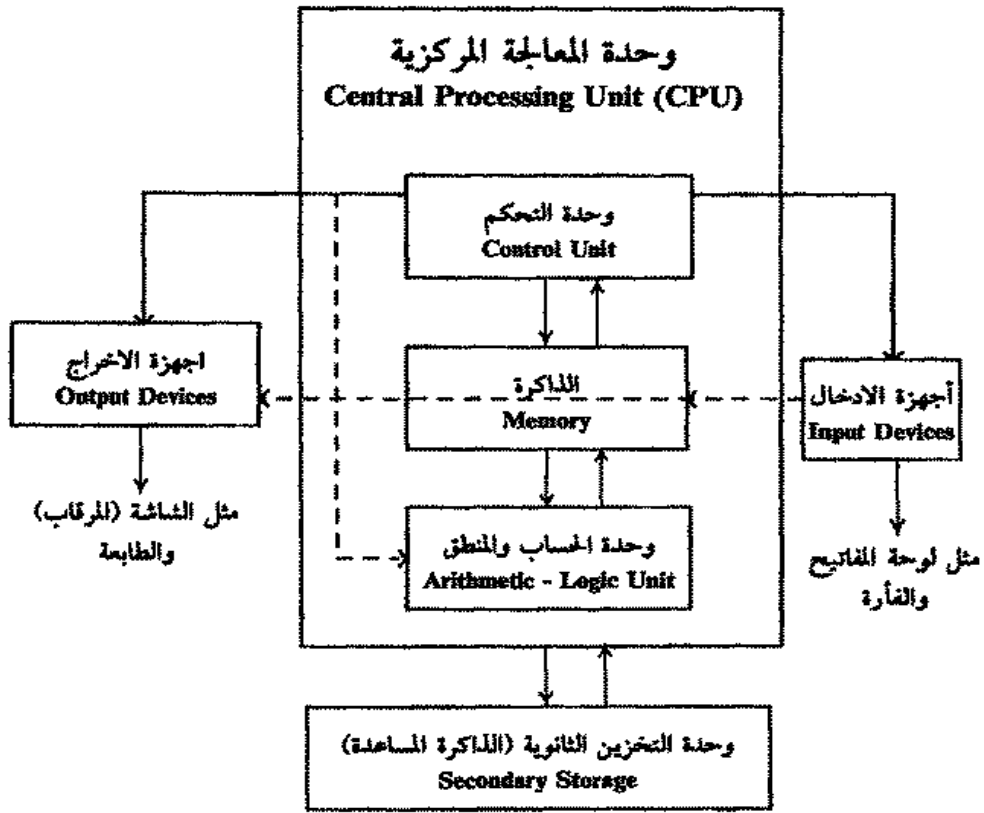 وحدة المعالجة المركزية
Central Processing Unit (CPU)
وحدة التحكم
Control Unit
أجهزة الادخال
Input Devices
الذاكرة
Memory
اجهزة الاخراج
Output Devices
مثل لوحة المفاتيح
والفأرة
مثل الشاشة (المرقاب)
والطابعة
وحدة الحساب والمنطق
Arithmetic - Logic Unit
وحدة التخزين الثانوية (الذاكرة المساعدة)
Secondary Storage